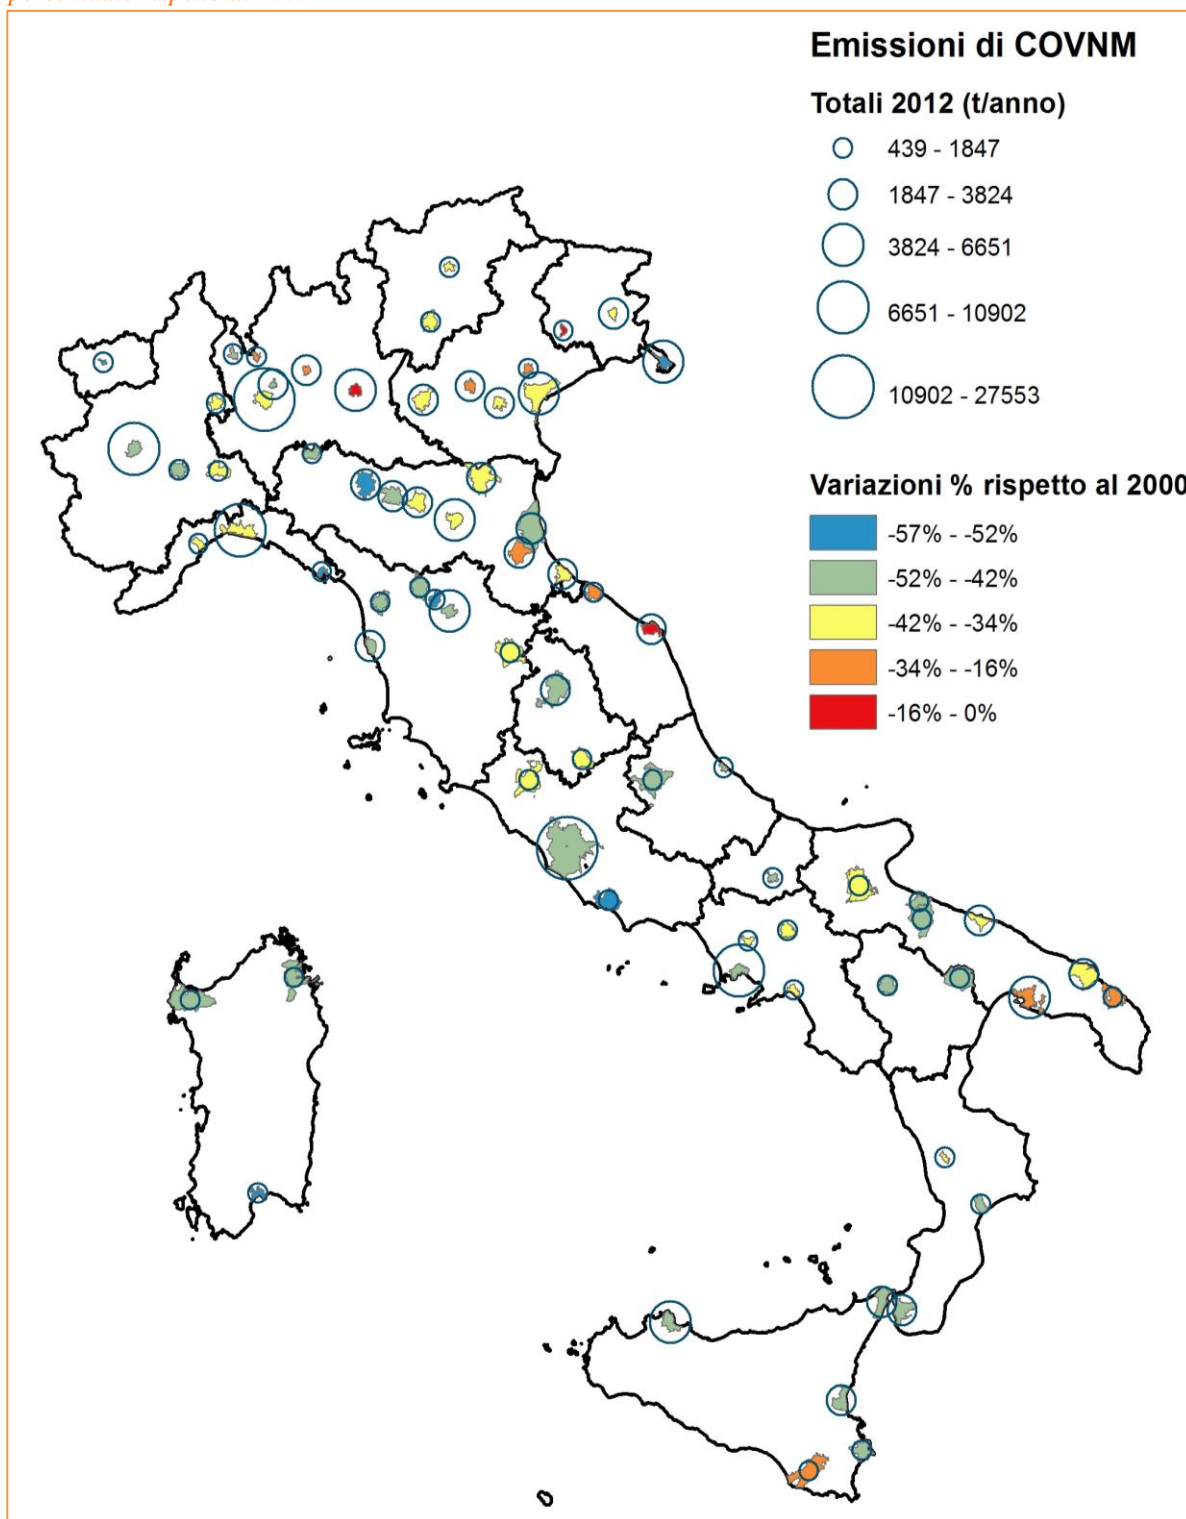 Emissioni di COVNM
Totali 2012 (t/anno)
439 - 1847
1847 - 3824
3824 - 6651
6651 - 10902
10902 - 27553
Variazioni % rispetto al 2000
-57% - -52%
-52% - -42%
-42% - -34%
-34% - -16%
-16% - 0%